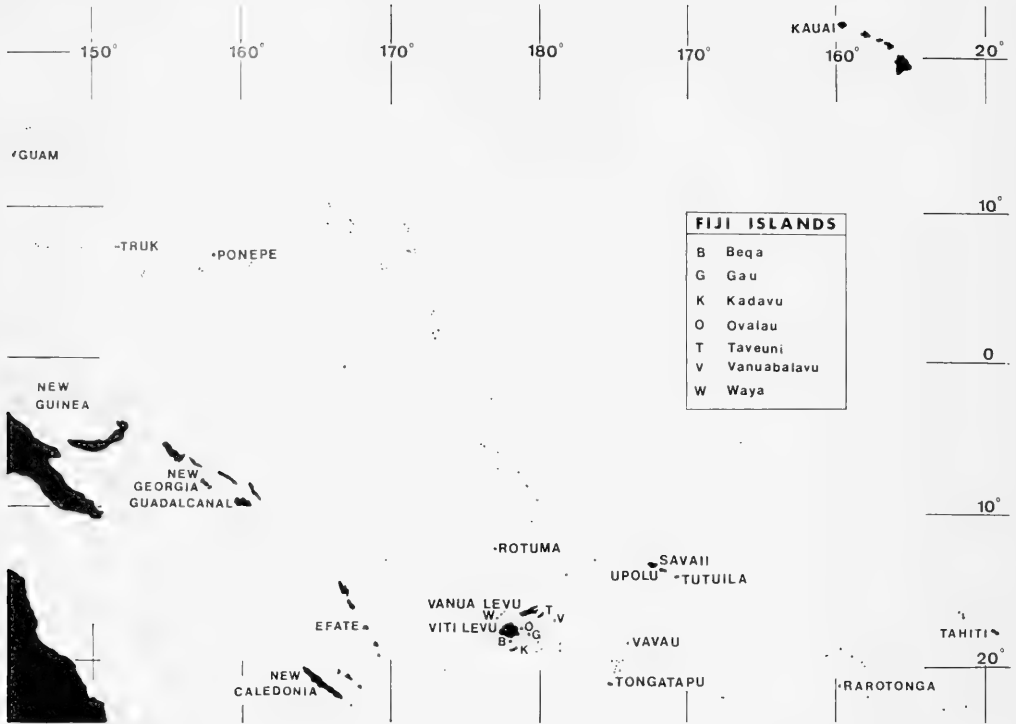 KAUAI
150°
160°
170°
180°
170°
160°
20°
GUAM
10°
TRUK
PONEPE
FIJI ISLANDS
B Beqa
G Gau
K Kadavu
O Ovalau
T Taveuni
V Vanuabalavu
W Waya
0
NEW
GUINEA
NEW
GEORGIA
GUADALCANAL
10°
ROTUMA
SAVAII
UPOLU
TUTUILA
VANUA LEVU
T
W
V
EFATE
VITI LEVU
O
G
TAHITI
B
K
VAVAU
20°
NEW
CALEDONIA
TONGATAPU
RAROTONGA